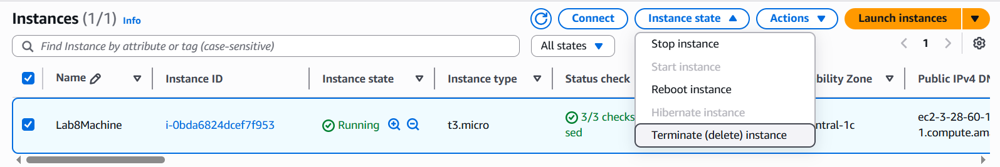 Instances (1/1) Info
Connect
Instance state
Actions
Launch instances
Find Instance by attribute or tag (case-sensitive)
All states
1
Stop instance
Start instance
Reboot instance
Hibernate instance
Terminate (delete) instance
Name
Instance ID
Instance state
Instance type
Status check
bility Zone
Public IPv4 DN
Lab8Machine
i-0bda6824dcef7f953
Running
t3.micro
3/3 checks
sed
ntral-1c
ec2-3-28-60-1
1.compute.ama